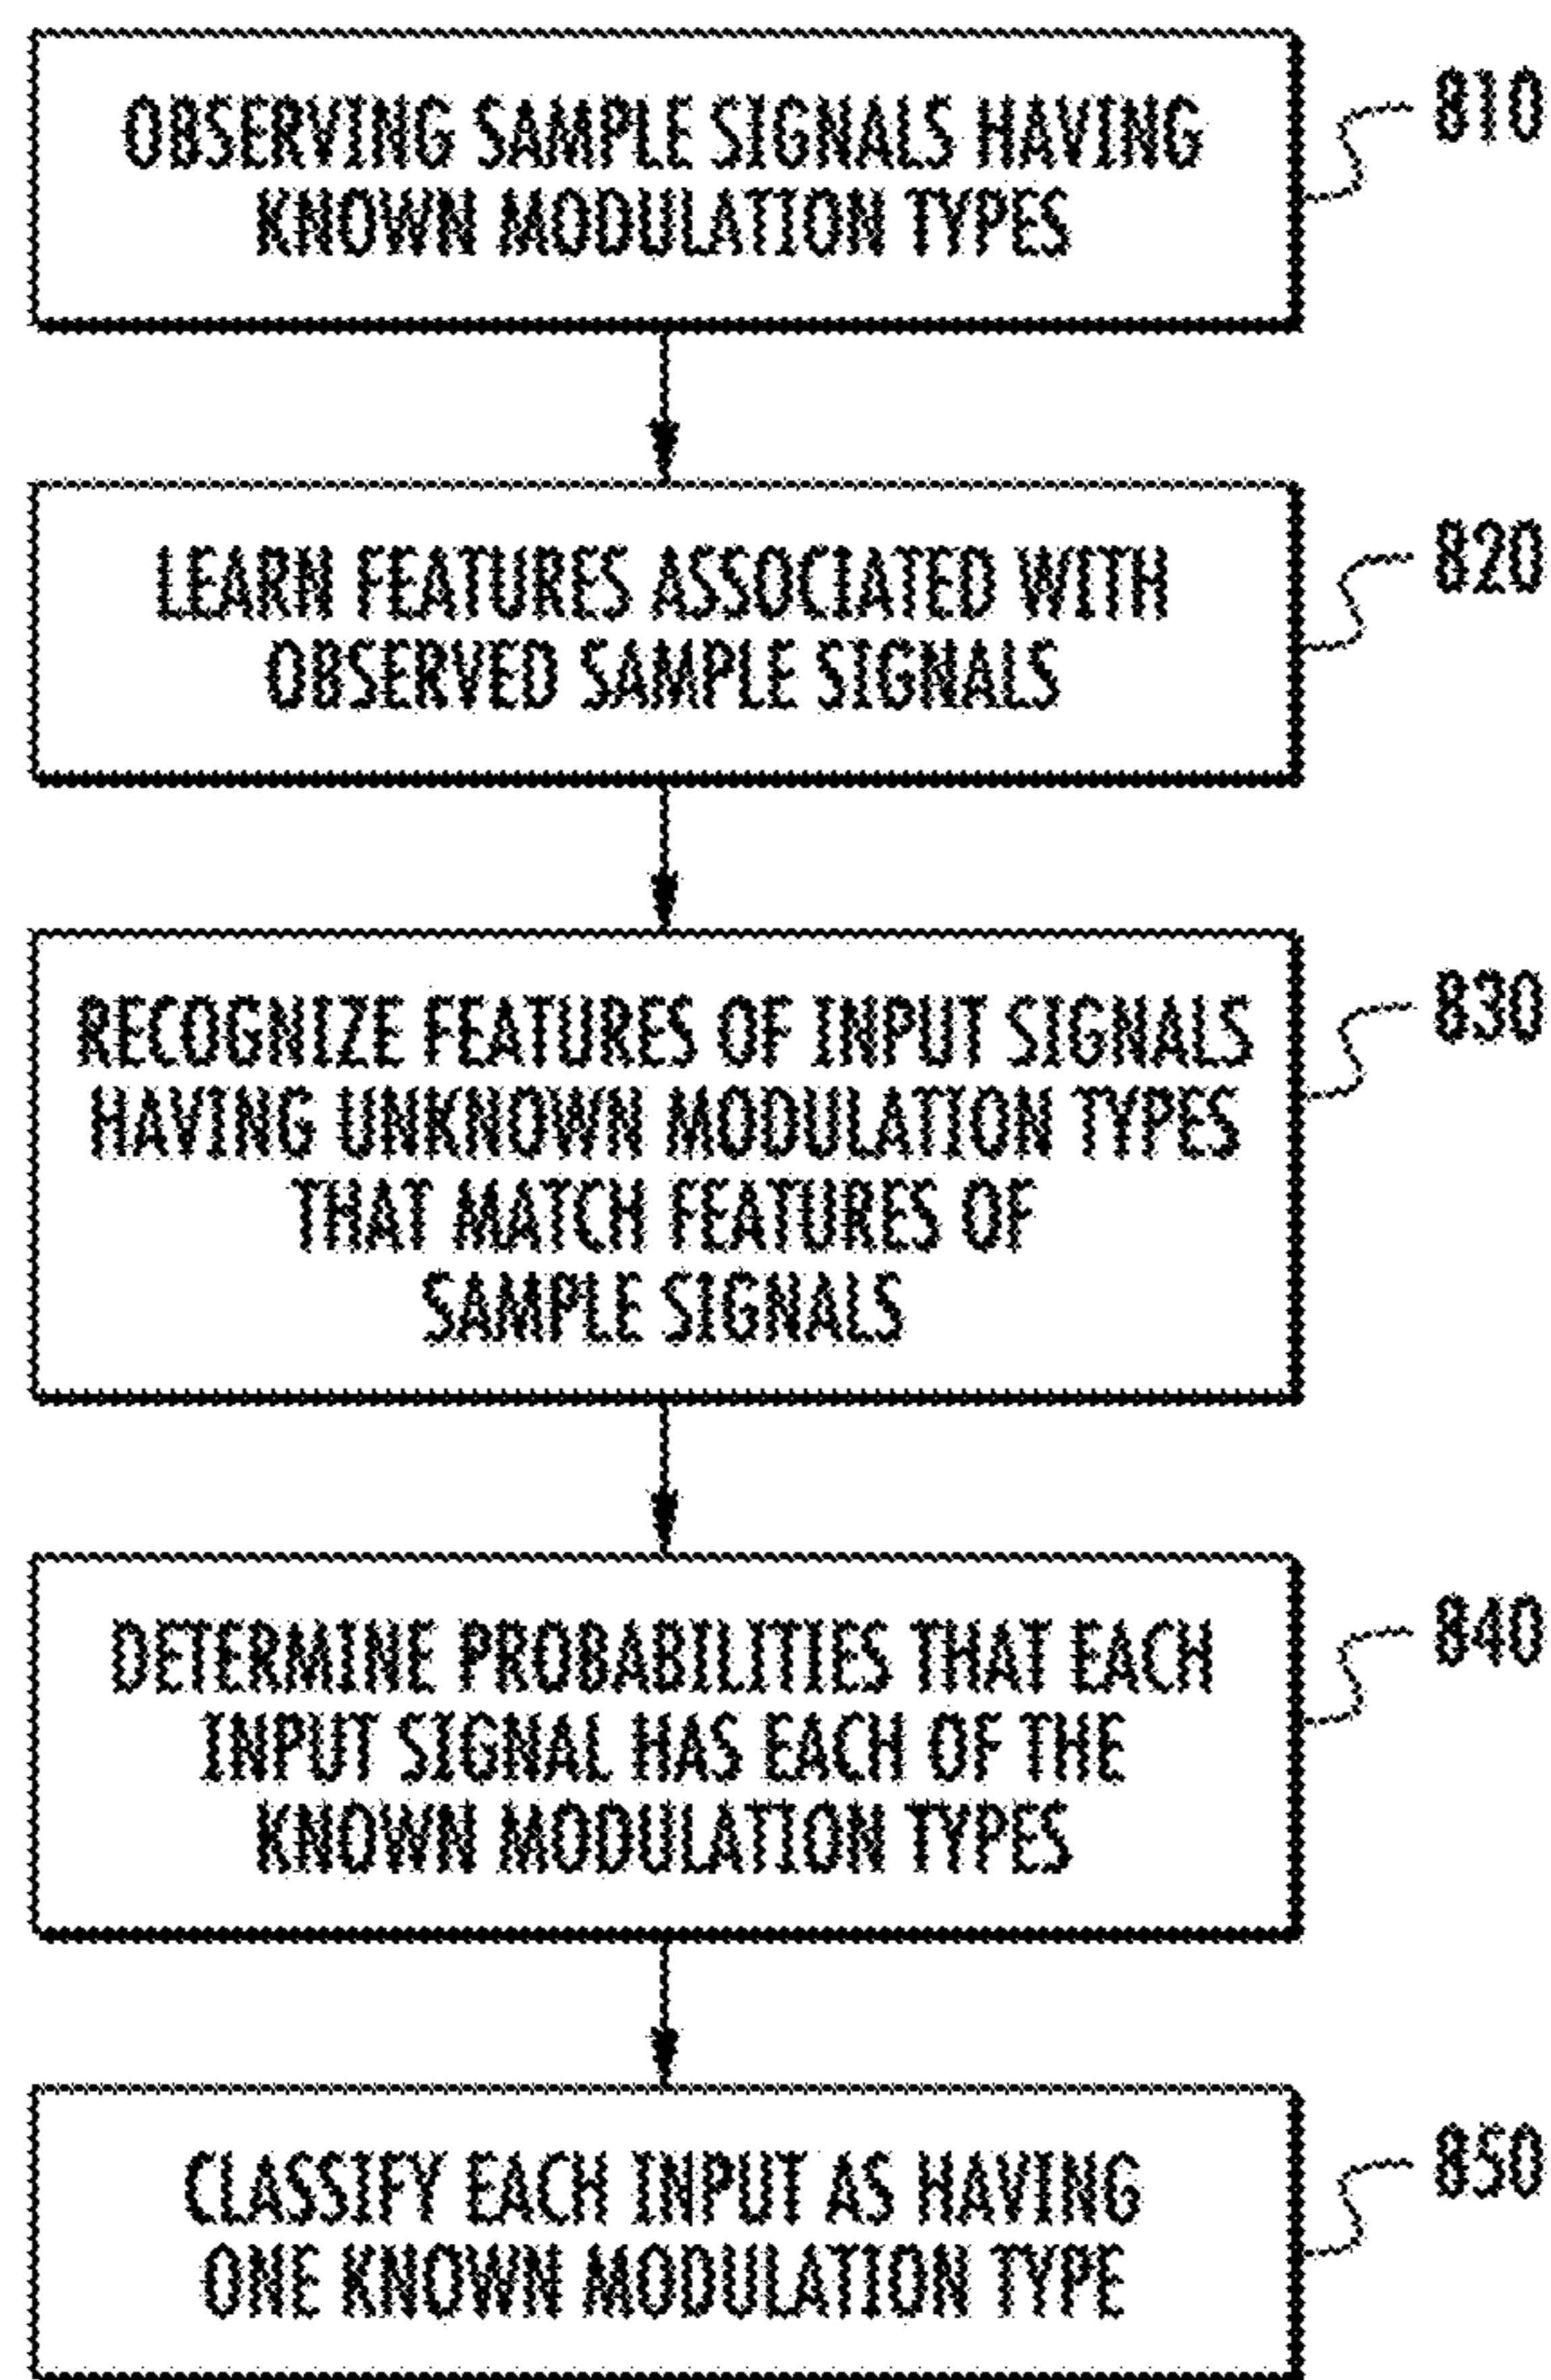 OBSERVING SAMPLE SIGNALS HAVING
KNOWN MODULATION TYPES
810
LEARN FEATURES ASSOCIATED WITH
OBSERVED SAMPLE SIGNALS
820
RECOGNIZE FEATURES OF INPUT SIGNALS
HAVING UNKNOWN MODULATION TYPES
THAT MATCH FEATURES OF
SAMPLE SIGNALS
830
DETERMINE PROBABILITIES THAT EACH
INPUT SIGNAL HAS EACH OF THE
KNOWN MODULATION TYPES
840
CLASSIFY EACH INPUT AS HAVING
ONE KNOWN MODULATION TYPE
850